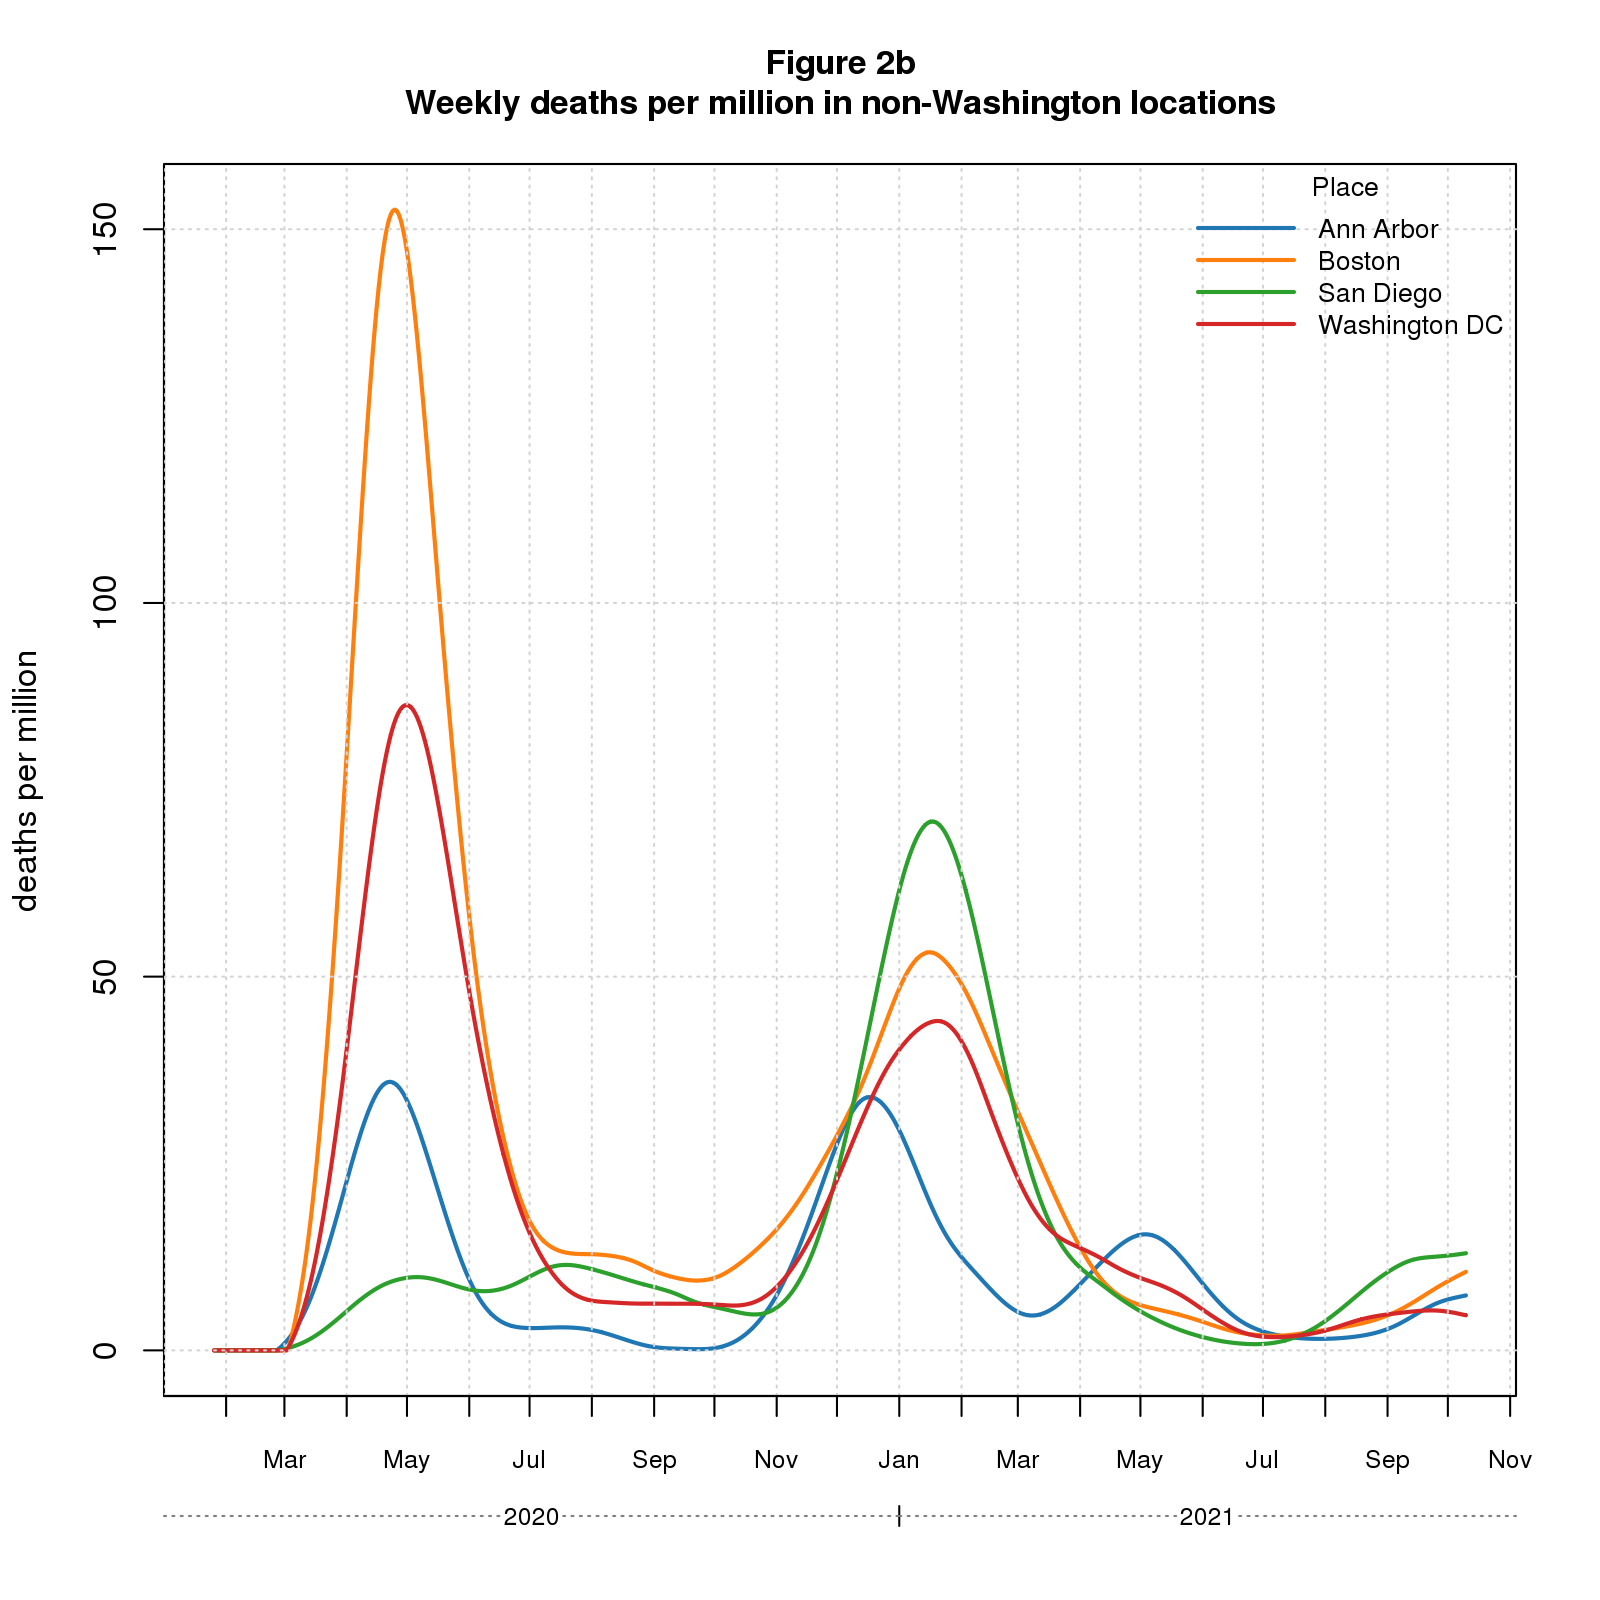 Figure 2b
Weekly deaths per million in non-Washington locations
Place
Ann Arbor
Boston
San Diego
Washington DC
150
100
50
0
deaths per million
Mar May Jul Sep Nov Jan Mar May Jul Sep Nov
2020 2021